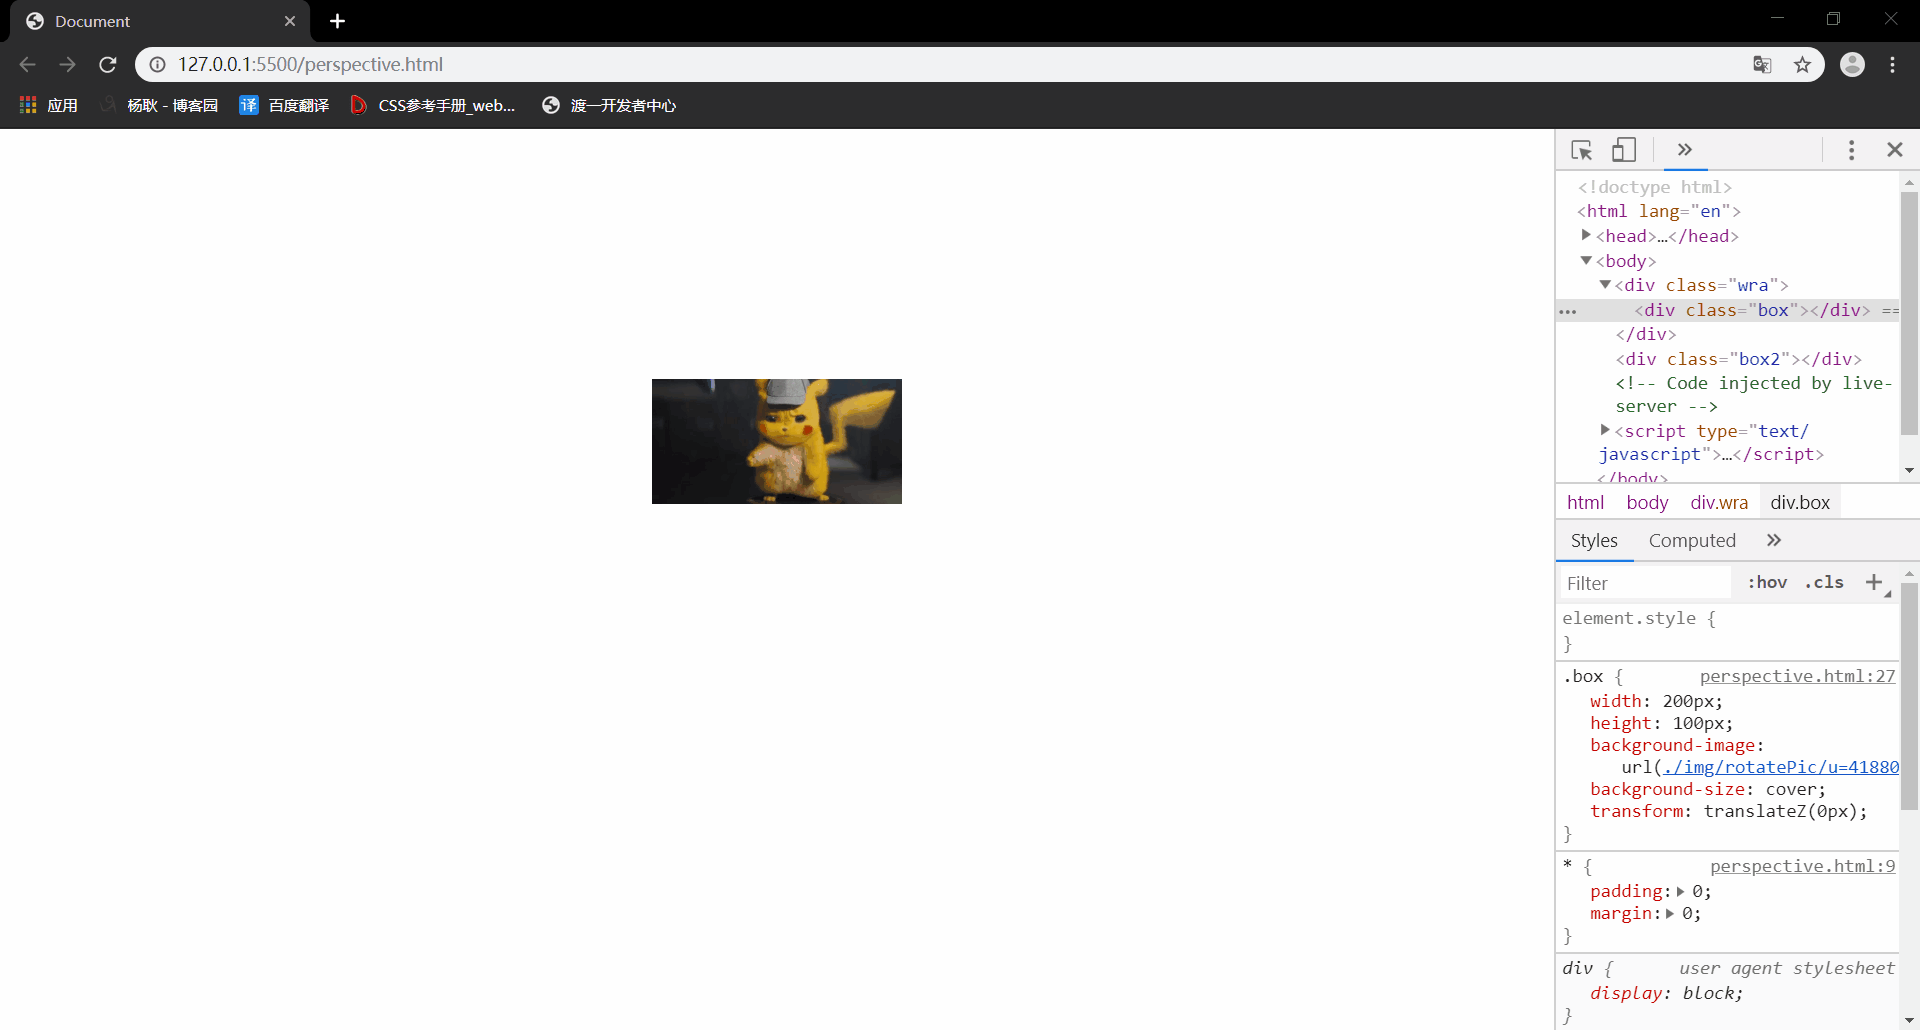 Document
127.0.0.1:5500/perspective.html
应用
杨耿 - 博客园
译 百度翻译
CSS参考手册_web...
渡一开发者中心
<!doctype html>
<html lang="en">
<head>…</head>
<body>
<div class="wra">
<div class="box"></div> ==
</div>
<div class="box2"></div>
<!-- Code injected by live-
server -->
<script type="text/
javascript">…</script>
</body>
html body div.wra div.box
Styles Computed
Filter :hov .cls
element.style {
}
.box { perspective.html:27
width: 200px;
height: 100px;
background-image:
url(./img/rotatePic/u=41880
background-size: cover;
transform: translateZ(0px);
}
* { perspective.html:9
padding: 0;
margin: 0;
}
div { user agent stylesheet
display: block;
}